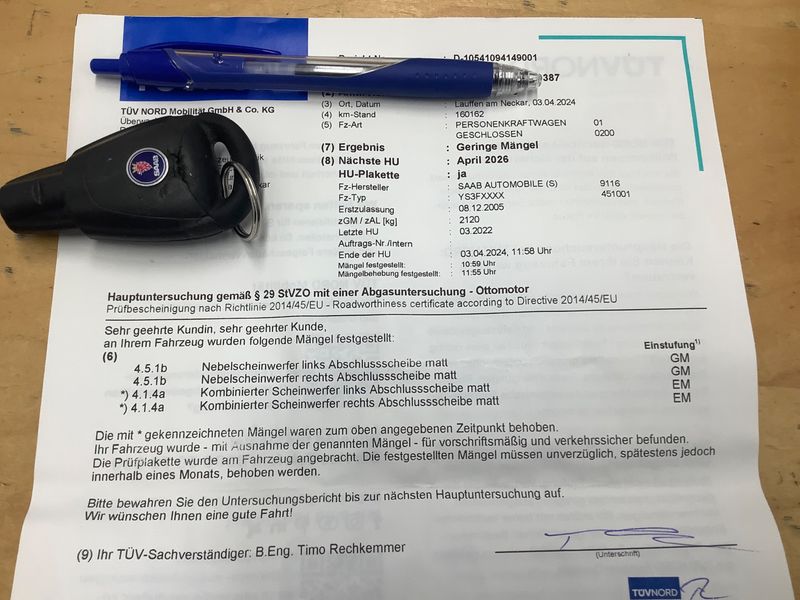 D-10541094149001
387
TÜV NORD Mobilität GmbH & Co. KG
(3) Ort, Datum : Lauffen am Neckar, 03.04.2024
(4) km-Stand : 160162
(5) Fz-Art : PERSONENKRAFTWAGEN 01
GESCHLOSSEN 0200
(7) Ergebnis : Geringe Mängel
(8) Nächste HU : April 2026
HU-Plakette : ja
Fz-Hersteller : SAAB AUTOMOBILE (S) 9116
Fz-Typ : YS3FXXXX 451001
Erstzulassung : 08.12.2005
zGM / zAL [kg] : 2120
Letzte HU : 03.2022
Auftrags-Nr./Intern :
Ende der HU : 03.04.2024, 11:58 Uhr
Mängel festgestellt: : 10:59 Uhr
Mängelbehebung festgestellt: : 11:55 Uhr
SAAB
Hauptuntersuchung gemäß § 29 StVZO mit einer Abgasuntersuchung - Ottomotor
Prüfbescheinigung nach Richtlinie 2014/45/EU - Roadworthiness certificate according to Directive 2014/45/EU
Sehr geehrte Kundin, sehr geehrter Kunde,
an Ihrem Fahrzeug wurden folgende Mängel festgestellt:
(6) Einstufung¹⁾
4.5.1b Nebelscheinwerfer links Abschlussscheibe matt GM
4.5.1b Nebelscheinwerfer rechts Abschlussscheibe matt GM
*) 4.1.4a Kombinierter Scheinwerfer links Abschlussscheibe matt EM
*) 4.1.4a Kombinierter Scheinwerfer rechts Abschlussscheibe matt EM
Die mit * gekennzeichneten Mängel waren zum oben angegebenen Zeitpunkt behoben.
Ihr Fahrzeug wurde - mit Ausnahme der genannten Mängel - für vorschriftsmäßig und verkehrssicher befunden.
Die Prüfplakette wurde am Fahrzeug angebracht. Die festgestellten Mängel müssen unverzüglich, spätestens jedoch
innerhalb eines Monats, behoben werden.
Bitte bewahren Sie den Untersuchungsbericht bis zur nächsten Hauptuntersuchung auf.
Wir wünschen Ihnen eine gute Fahrt!
(9) Ihr TÜV-Sachverständiger: B.Eng. Timo Rechkemmer
(Unterschrift)
TÜVNORD